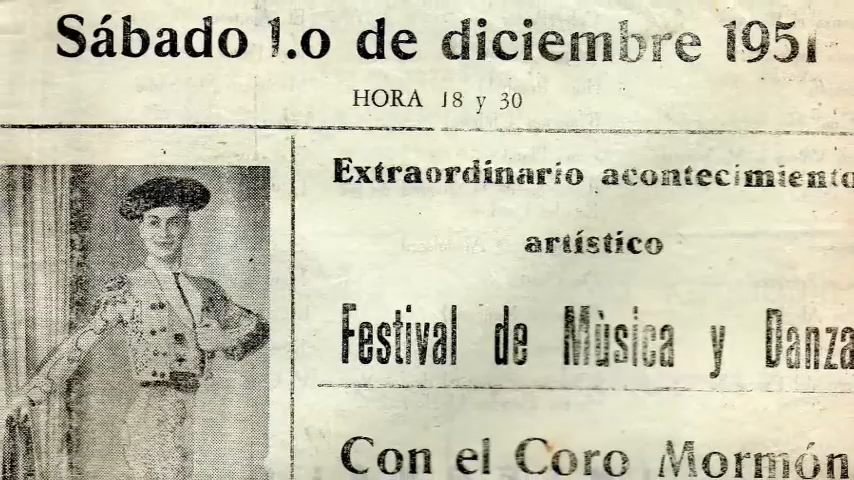 Sábado 1.o de diciembre 1951
HORA 18 y 30
Extraordinario acontecimiento
artístico
Festival de Mùsica y Danza
Con el Coro Mormón